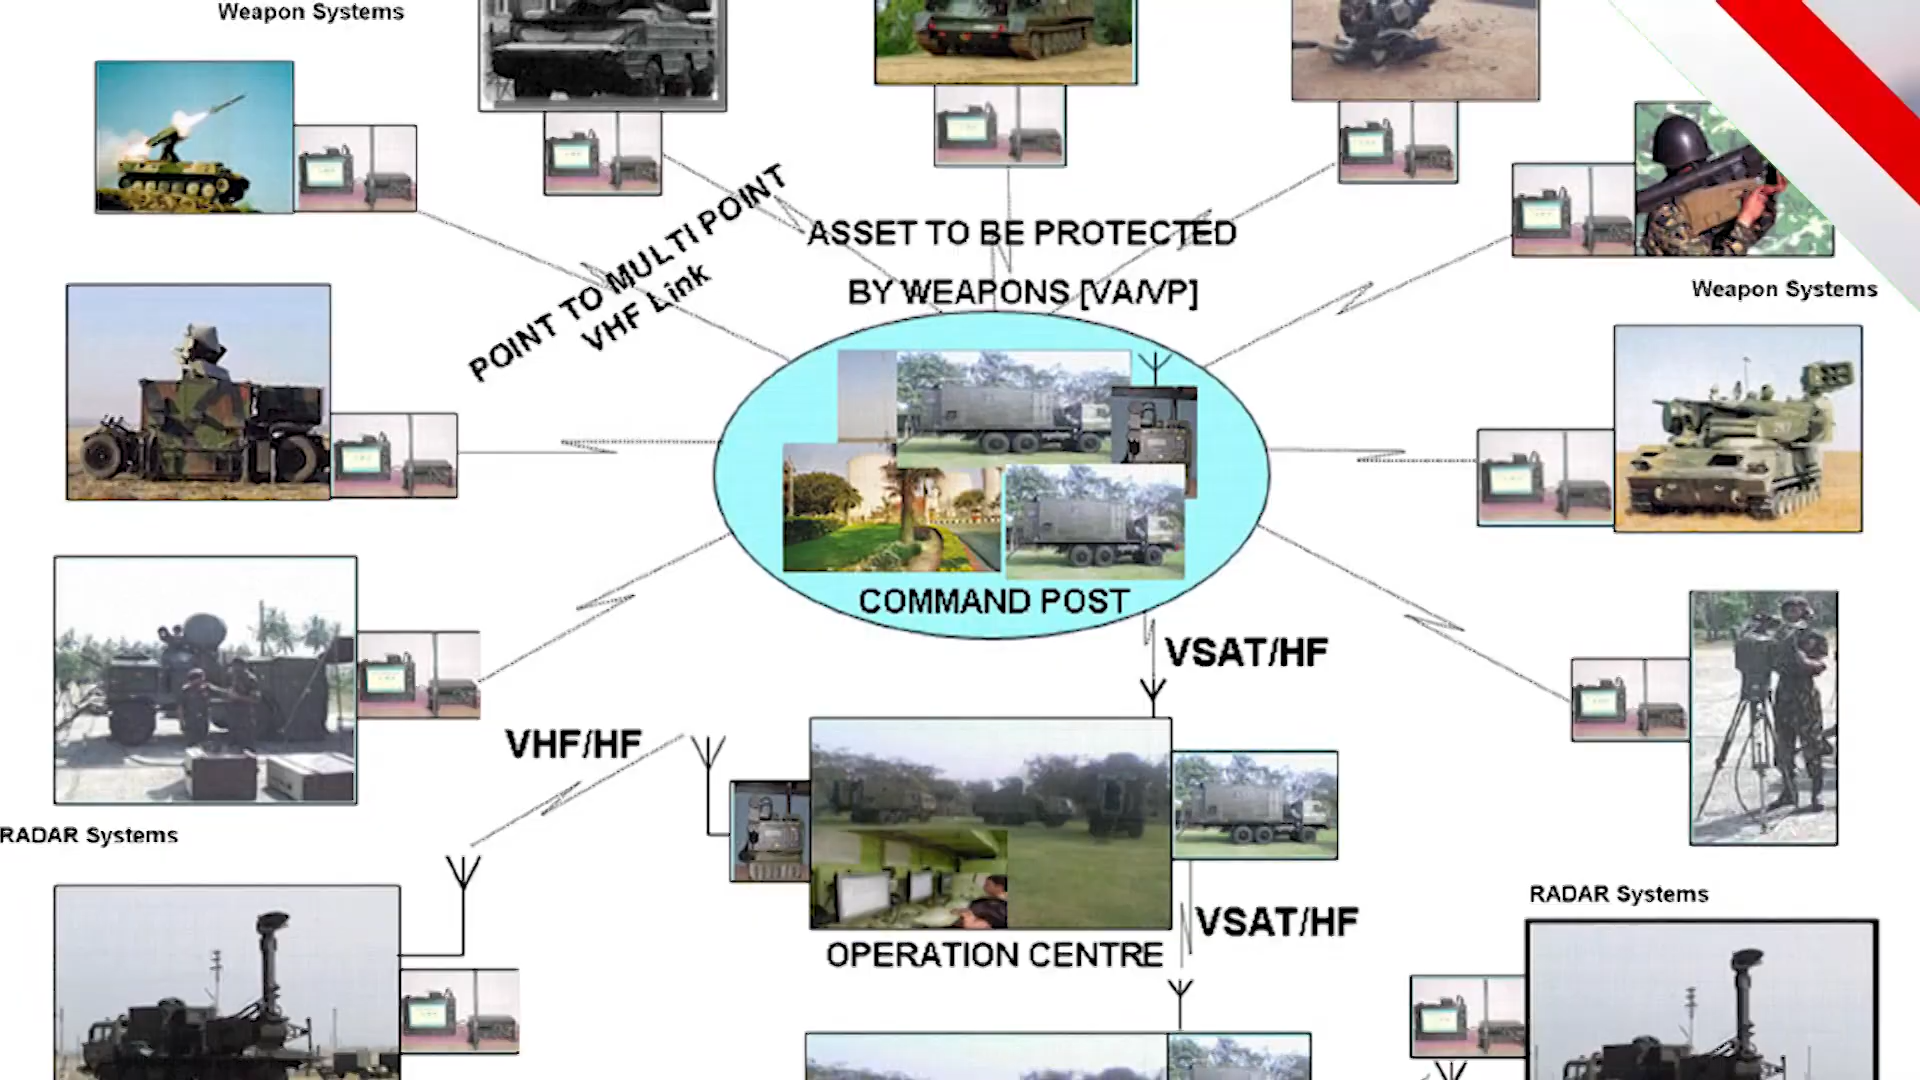 Weapon Systems
POINT TO MULTI POINT
VHF Link
ASSET TO BE PROTECTED
BY WEAPONS [VA/VP]
Weapon Systems
COMMAND POST
VSAT/HF
VHF/HF
RADAR Systems
RADAR Systems
VSAT/HF
OPERATION CENTRE